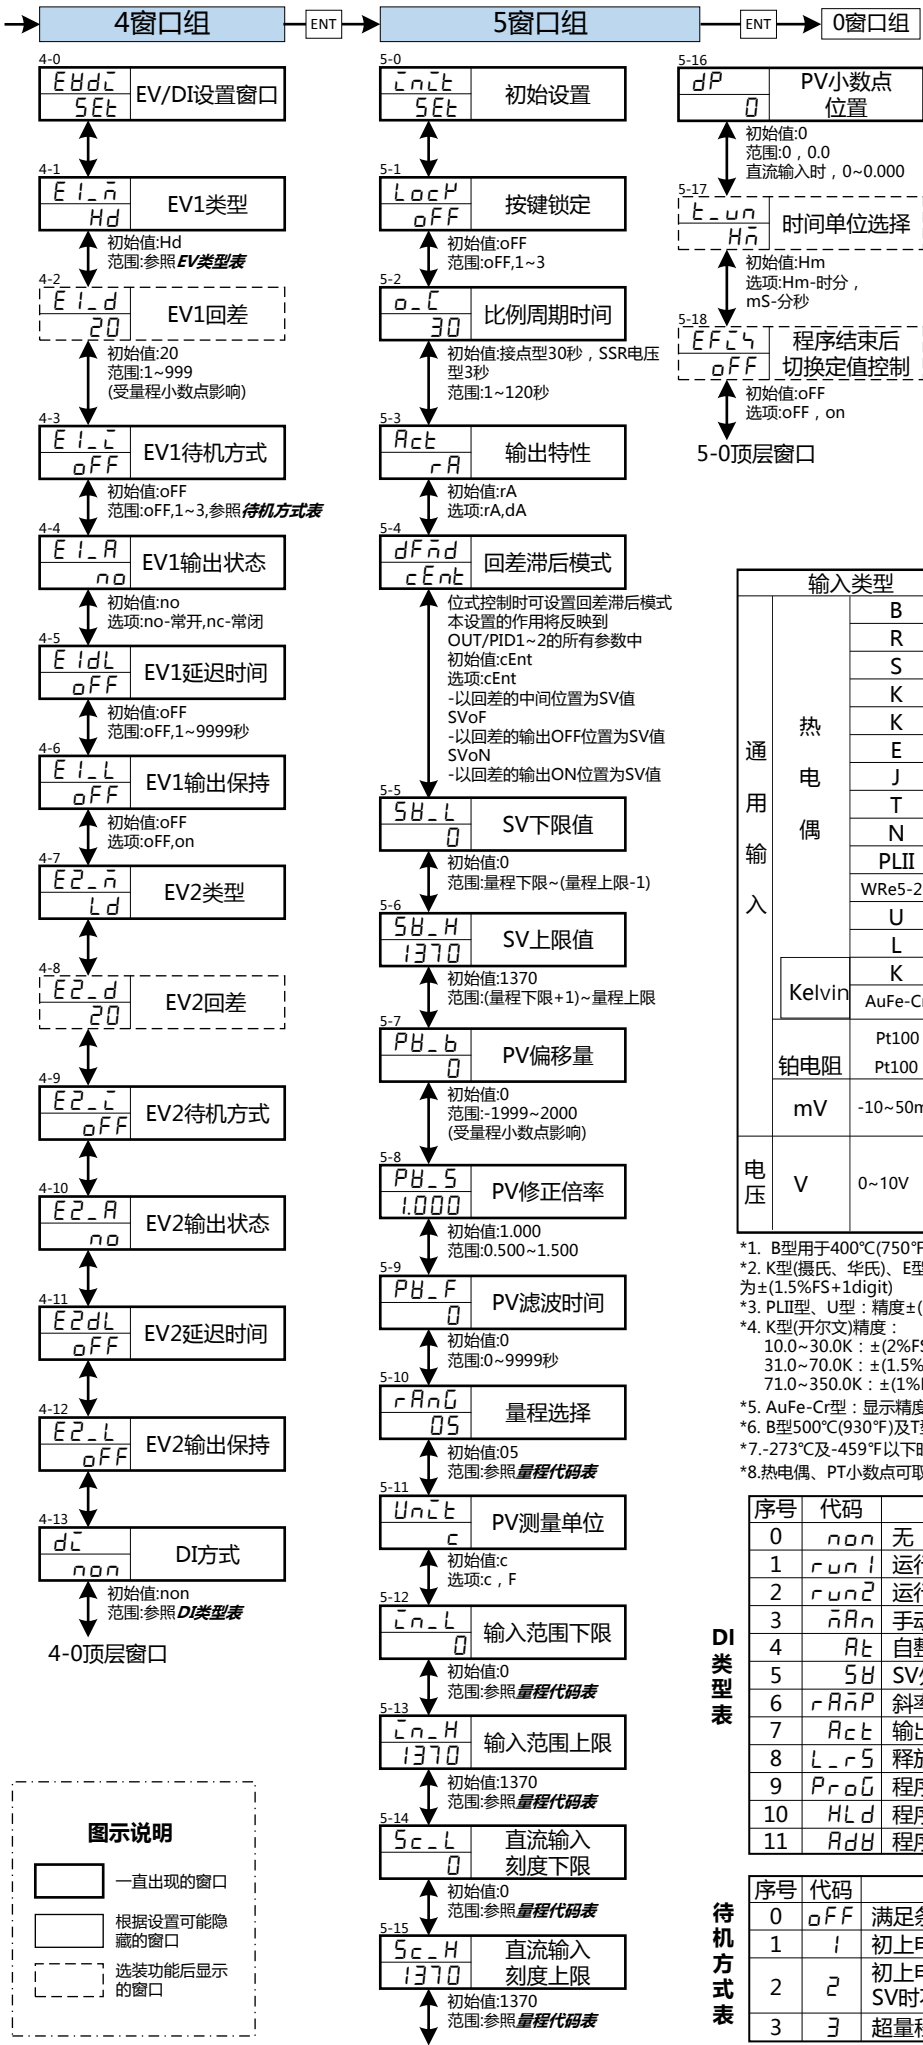 4窗口组
ENT
5窗口组
ENT
0窗口组
4-0
EVdi
SEt
EV/DI设置窗口
4-1
E1_m
Hd
EV1类型
初始值:Hd
范围:参照EV类型表
4-2
E1_d
20
EV1回差
初始值:20
范围:1~999
(受量程小数点影响)
4-3
E1_i
oFF
EV1待机方式
初始值:oFF
范围:oFF,1~3,参照待机方式表
4-4
E1_A
no
EV1输出状态
初始值:no
选项:no-常开,nc-常闭
4-5
E1dL
oFF
EV1延迟时间
初始值:oFF
范围:oFF,1~9999秒
4-6
E1_L
oFF
EV1输出保持
初始值:oFF
选项:oFF,on
4-7
E2_m
Ld
EV2类型
4-8
E2_d
20
EV2回差
4-9
E2_i
oFF
EV2待机方式
4-10
E2_A
no
EV2输出状态
4-11
E2dL
oFF
EV2延迟时间
4-12
E2_L
oFF
EV2输出保持
4-13
di
non
DI方式
初始值:non
范围:参照DI类型表
4-0顶层窗口
图示说明
一直出现的窗口
根据设置可能隐
藏的窗口
选装功能后显示
的窗口
5-0
init
SEt
初始设置
5-1
LocK
oFF
按键锁定
初始值:oFF
范围:oFF,1~3
5-2
o_C
30
比例周期时间
初始值:接点型30秒，SSR电压
型3秒
范围:1~120秒
5-3
Act
rA
输出特性
初始值:rA
选项:rA,dA
5-4
dFmd
cEnt
回差滞后模式
位式控制时可设置回差滞后模式
本设置的作用将反映到
OUT/PID1~2的所有参数中
初始值:cEnt
选项:cEnt
-以回差的中间位置为SV值
SVoF
-以回差的输出OFF位置为SV值
SVoN
-以回差的输出ON位置为SV值
5-5
SV_L
0
SV下限值
初始值:0
范围:量程下限~(量程上限-1)
5-6
SV_H
1370
SV上限值
初始值:1370
范围:(量程下限+1)~量程上限
5-7
PV_b
0
PV偏移量
初始值:0
范围:-1999~2000
(受量程小数点影响)
5-8
PV_S
1.000
PV修正倍率
初始值:1.000
范围:0.500~1.500
5-9
PV_F
0
PV滤波时间
初始值:0
范围:0~9999秒
5-10
rAnG
05
量程选择
初始值:05
范围:参照量程代码表
5-11
Unit
c
PV测量单位
初始值:c
选项:c，F
5-12
in_L
0
输入范围下限
初始值:0
范围:参照量程代码表
5-13
in_H
1370
输入范围上限
初始值:1370
范围:参照量程代码表
5-14
Sc_L
0
直流输入
刻度下限
初始值:0
范围:参照量程代码表
5-15
Sc_H
1370
直流输入
刻度上限
初始值:1370
范围:参照量程代码表
5-16
dP
0
PV小数点
位置
初始值:0
范围:0，0.0
直流输入时，0~0.000
5-17
t_un
Hm
时间单位选择
初始值:Hm
选项:Hm-时分，
mS-分秒
5-18
EFiS
oFF
程序结束后
切换定值控制
初始值:oFF
选项:oFF，on
5-0顶层窗口
输入类型
通用输入
热电偶
B
R
S
K
K
E
J
T
N
PLII
WRe5-2
U
L
Kelvin
K
AuFe-C
铂电阻
Pt100
Pt100
mV
-10~50m
电压
V
0~10V
*1. B型用于400℃(750°F
*2. K型(摄氏、华氏)、E型
为±(1.5%FS+1digit)
*3. PLII型、U型：精度±(
*4. K型(开尔文)精度：
10.0~30.0K：±(2%FS
31.0~70.0K：±(1.5%
71.0~350.0K：±(1%
*5. AuFe-Cr型：显示精度
*6. B型500℃(930°F)及T
*7.-273℃及-459°F以下
*8.热电偶、PT小数点可
DI类型表
序号 代码
0 non 无
1 run1 运行
2 run2 运行
3 mAn 手动
4 At 自整
5 SV SV
6 rAmP 斜率
7 Act 输出
8 L_rS 释放
9 ProG 程序
10 HLd 程序
11 AdV 程序
待机方式表
序号 代码
0 oFF 满足条
1 1 初上电
2 2 初上电
SV时
3 3 超量程